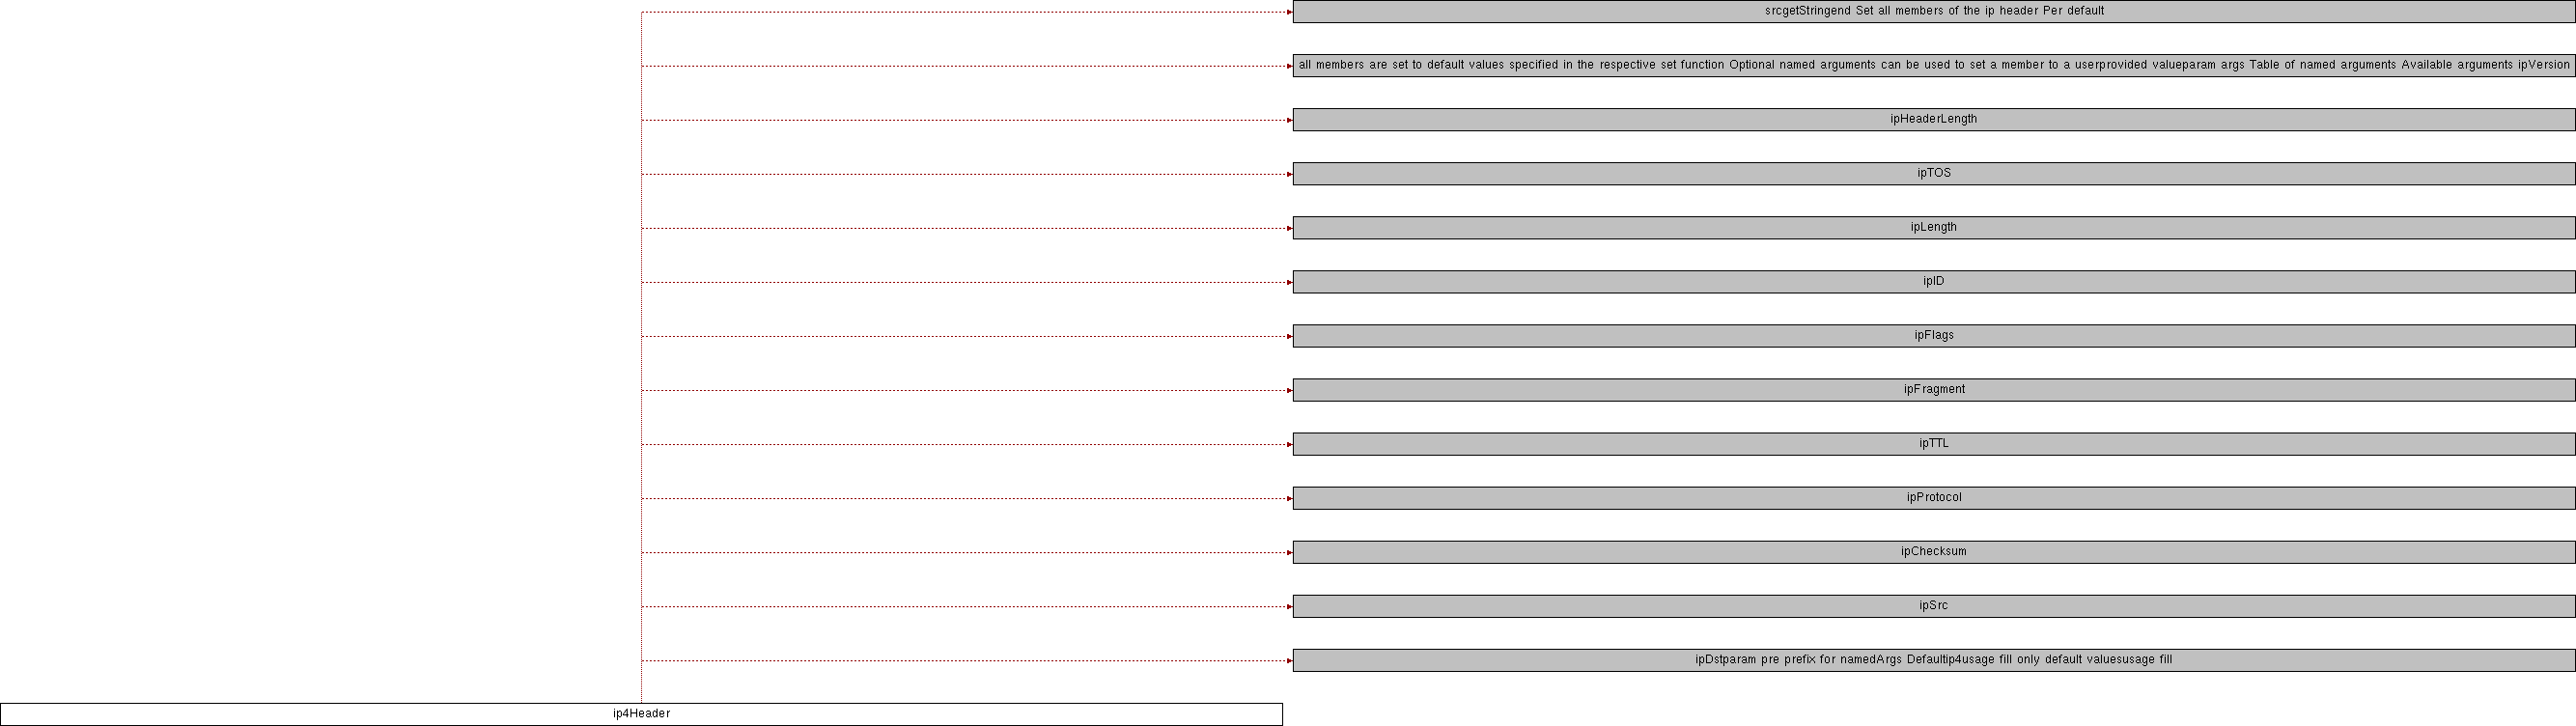 srcgetStringend Set all members of the ip header Per default
all members are set to default values specified in the respective set function Optional named arguments can be used to set a member to a userprovided valueparam args Table of named arguments Available arguments ipVersion
ipHeaderLength
ipTOS
ipLength
ipID
ipFlags
ipFragment
ipTTL
ipProtocol
ipChecksum
ipSrc
ipDstparam pre prefix for namedArgs Defaultip4usage fill only default valuesusage fill
ip4Header